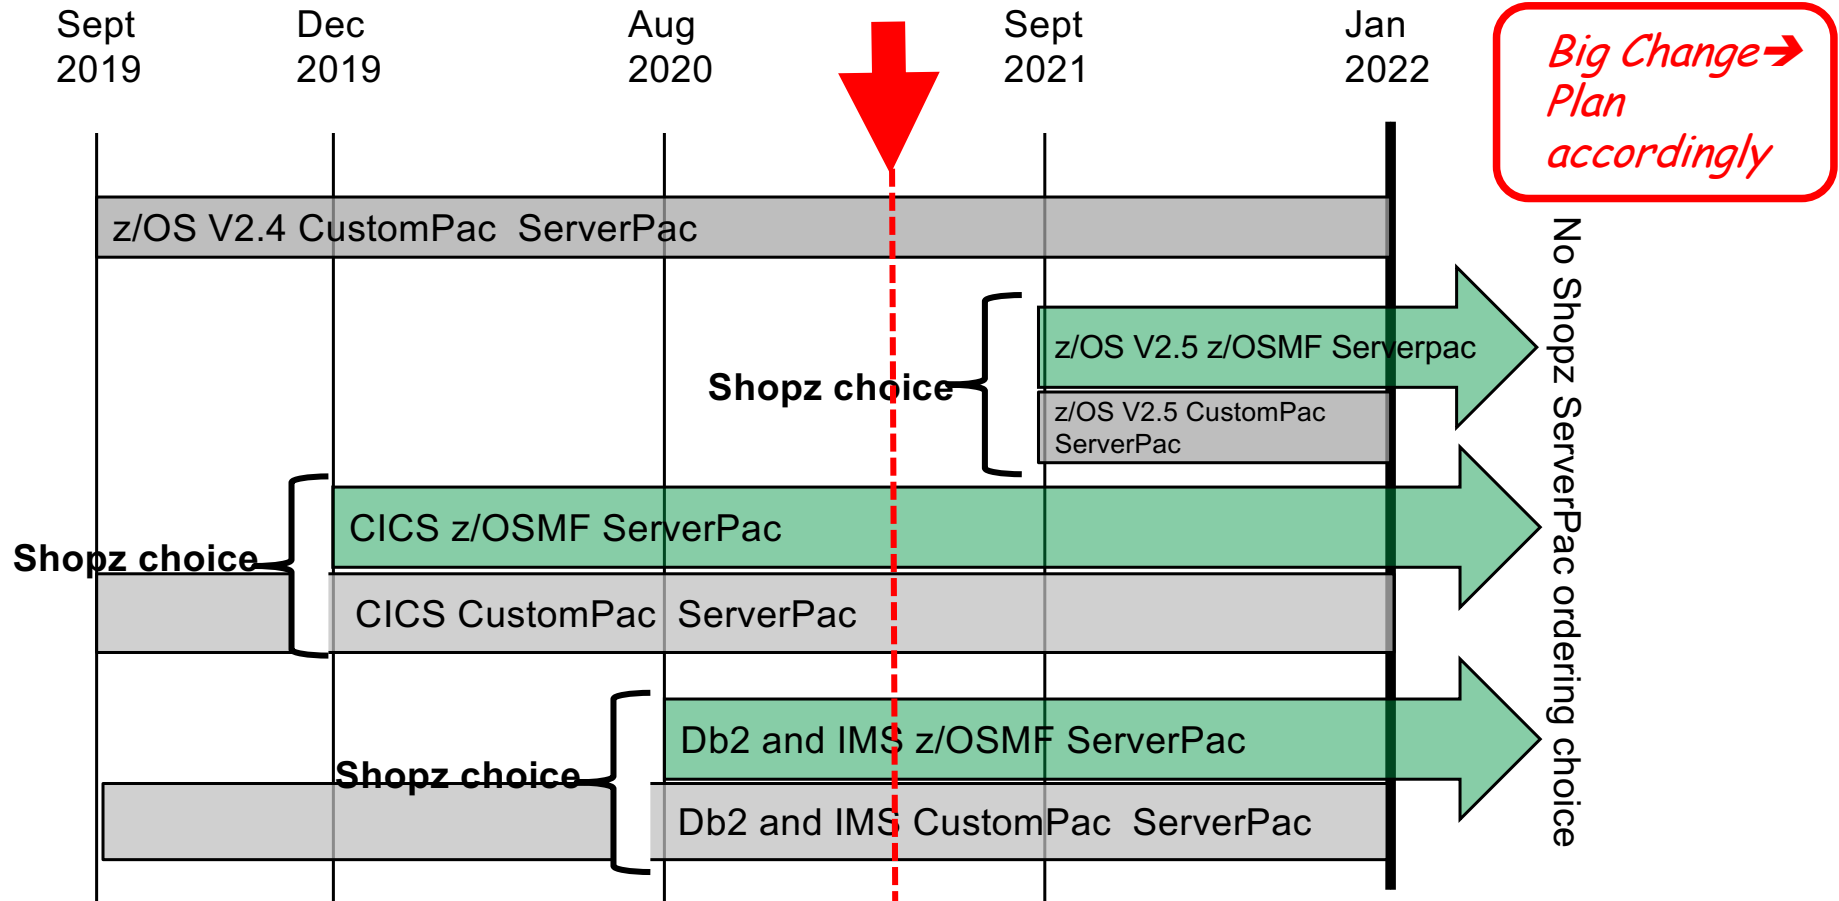 Sept
2019
Dec
2019
Aug
2020
Sept
2021
Jan
2022
Big Change➔
Plan
accordingly
z/OS V2.4 CustomPac  ServerPac
z/OS V2.5 z/OSMF Serverpac
Shopz choice
z/OS V2.5 CustomPac
ServerPac
CICS z/OSMF ServerPac
Shopz choice
CICS CustomPac  ServerPac
Db2 and IMS z/OSMF ServerPac
Shopz choice
Db2 and IMS CustomPac  ServerPac
No Shopz ServerPac ordering choice